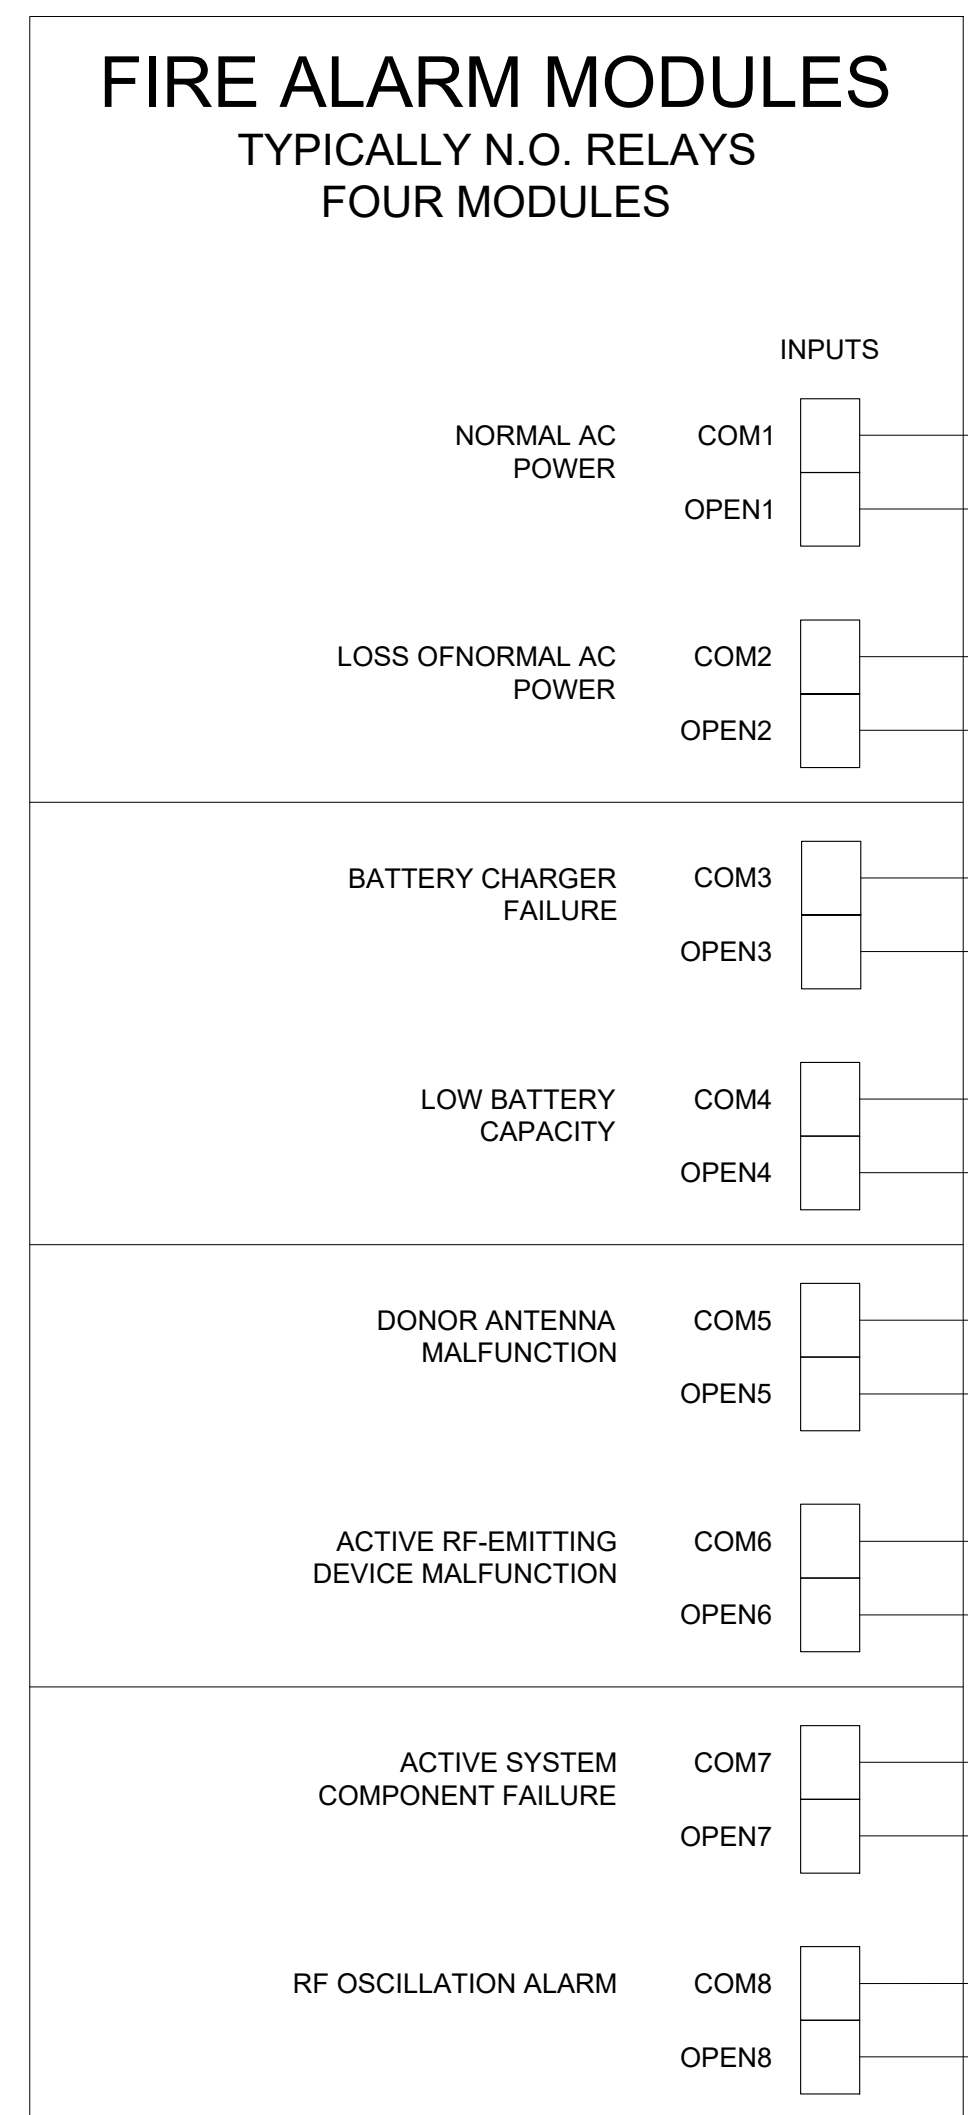 FIRE ALARM MODULES
TYPICALLY N.O. RELAYS
FOUR MODULES
INPUTS
NORMAL AC
POWER
COM1
OPEN1
LOSS OFNORMAL AC
POWER
COM2
OPEN2
BATTERY CHARGER
FAILURE
COM3
OPEN3
LOW BATTERY
CAPACITY
COM4
OPEN4
DONOR ANTENNA
MALFUNCTION
COM5
OPEN5
ACTIVE RF-EMITTING
DEVICE MALFUNCTION
COM6
OPEN6
ACTIVE SYSTEM
COMPONENT FAILURE
COM7
OPEN7
RF OSCILLATION ALARM
COM8
OPEN8